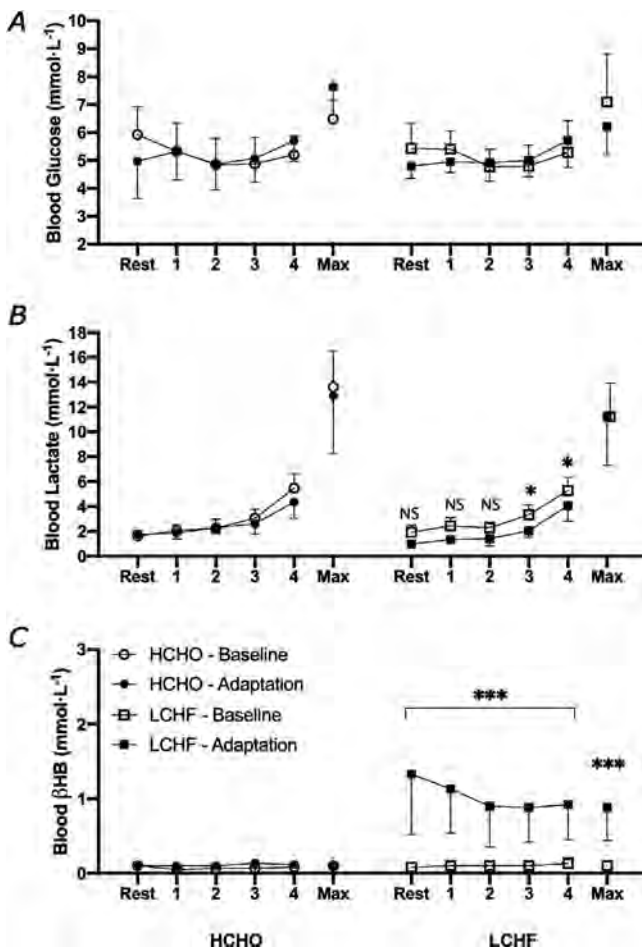 A
Blood Glucose (mmol·L⁻¹)
10
9
8
7
6
5
4
3
2
Rest 1 2 3 4 Max Rest 1 2 3 4 Max
B
Blood Lactate (mmol·L⁻¹)
18
16
14
12
10
8
6
4
2
0
NS NS NS * *
Rest 1 2 3 4 Max Rest 1 2 3 4 Max
C
Blood βHB (mmol·L⁻¹)
3
2
1
0
HCHO - Baseline
HCHO - Adaptation
LCHF - Baseline
LCHF - Adaptation
***
***
Rest 1 2 3 4 Max Rest 1 2 3 4 Max
HCHO LCHF